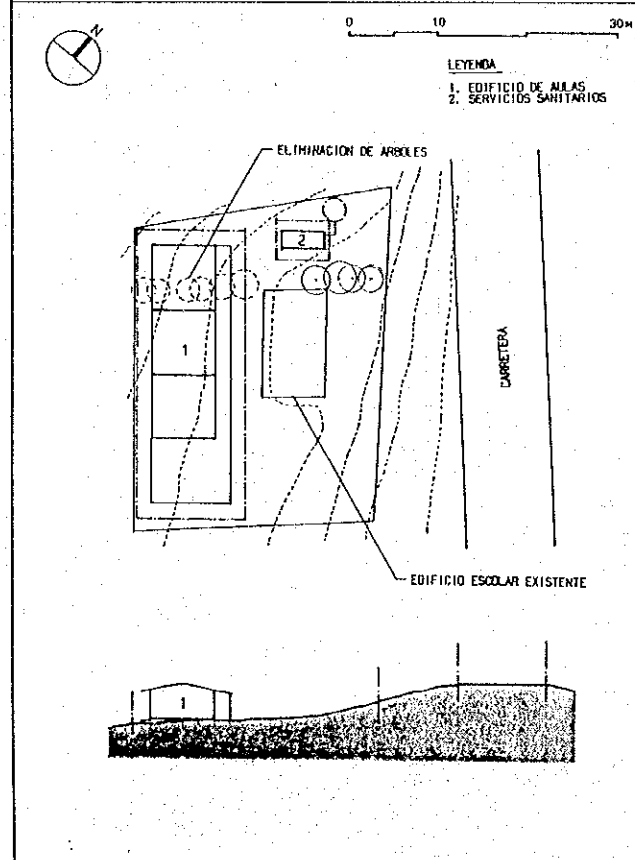 N
0 10 30M
LEYENDA
1. EDIFICIO DE AULAS
2. SERVICIOS SANITARIOS
ELIMINACION DE ARBOLES
2
1
CARRETERA
EDIFICIO ESCOLAR EXISTENTE
1